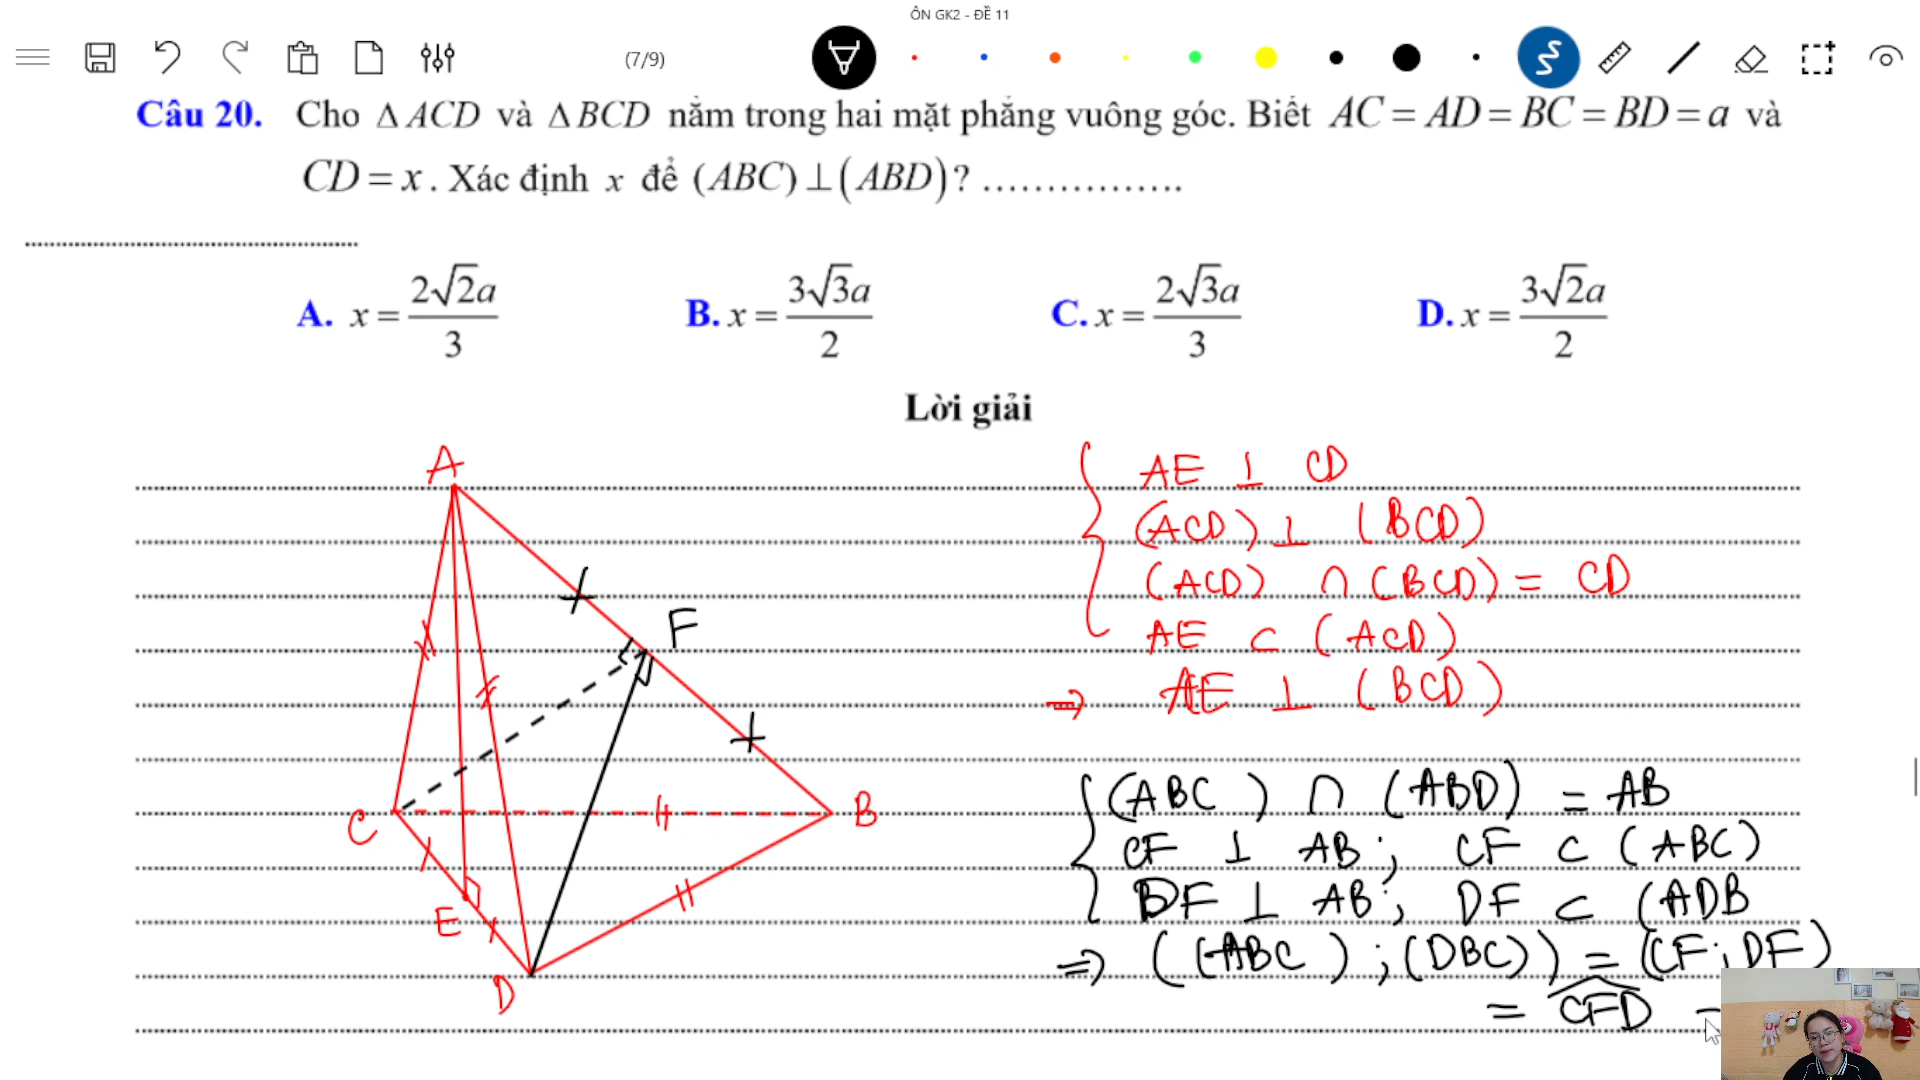 ÔN GK2 - ĐỀ 11
(7/9)
Câu 20. Cho Δ ACD và Δ BCD nằm trong hai mặt phẳng vuông góc. Biết AC = AD = BC = BD = a và
CD = x. Xác định x để (ABC) ⊥ (ABD)? ................
A. x = 2√2a/3 B. x = 3√3a/2 C. x = 2√3a/3 D. x = 3√2a/2
Lời giải
A
F
C
B
E
D
AE ⊥ CD
(ACD) ⊥ (BCD)
(ACD) ∩ (BCD) = CD
AE ⊂ (ACD)
⇒ AE ⊥ (BCD)
(ABC) ∩ (ABD) = AB
CF ⊥ AB; CF ⊂ (ABC)
DF ⊥ AB; DF ⊂ (ADB
⇒ ((ABC); (DBC)) = (CF; DF)
= CFD